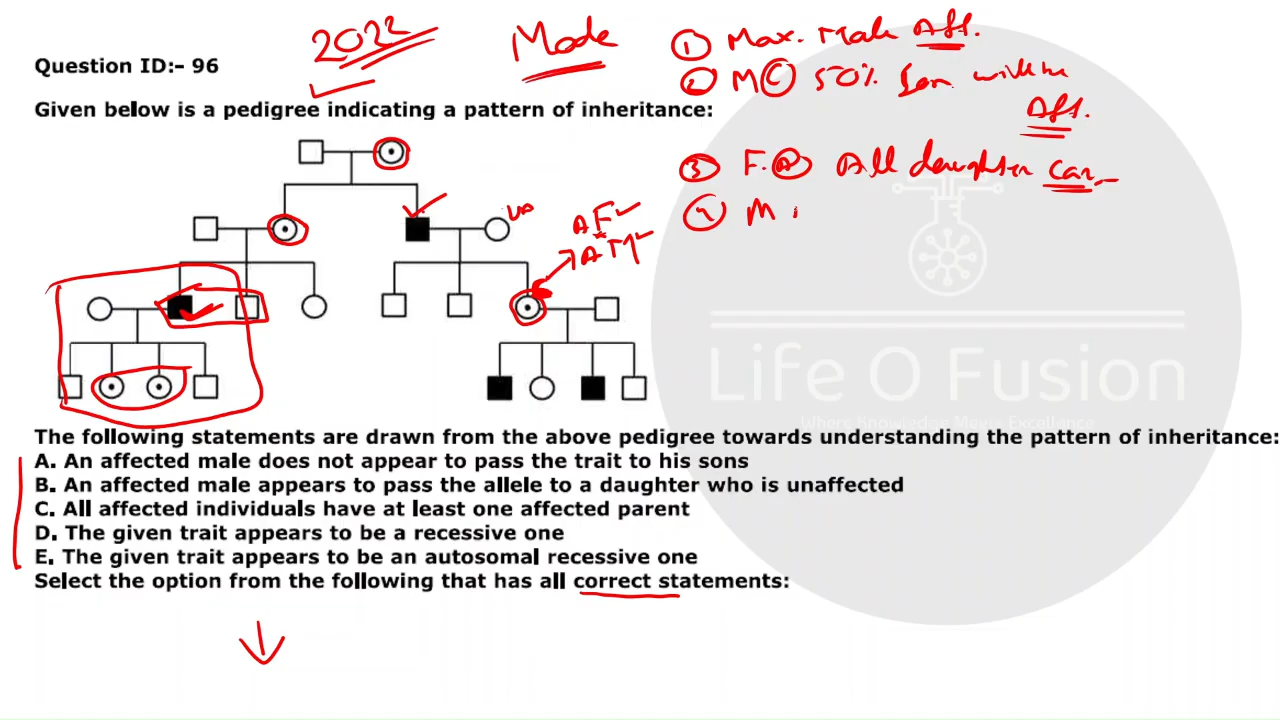 2022
Mode
① Max. Male Aff.
Question ID:- 96
② M© 50% Son will be
Aff.
Given below is a pedigree indicating a pattern of inheritance:
③ F.Ⓐ All daughter car
④ M
AF
Life O Fusion
Where Knowledge Meets Excellence
The following statements are drawn from the above pedigree towards understanding the pattern of inheritance:
A. An affected male does not appear to pass the trait to his sons
B. An affected male appears to pass the allele to a daughter who is unaffected
C. All affected individuals have at least one affected parent
D. The given trait appears to be a recessive one
E. The given trait appears to be an autosomal recessive one
Select the option from the following that has all correct statements: